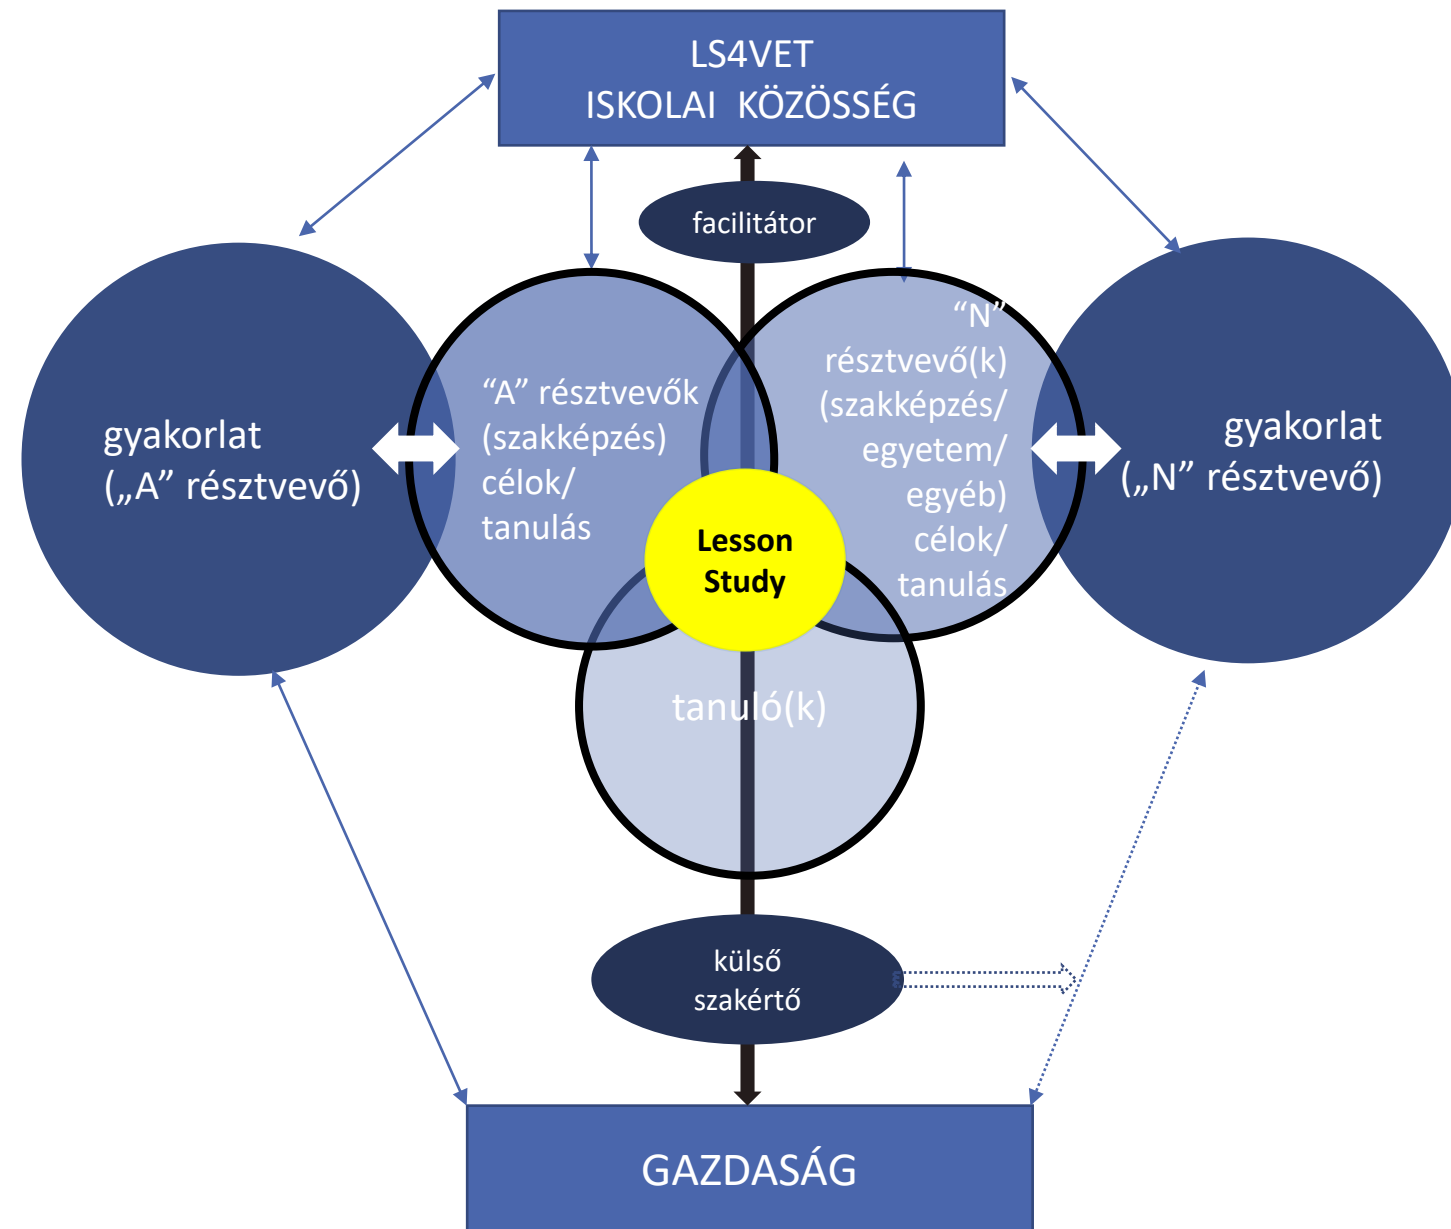 LS4VET
ISKOLAI KÖZÖSSÉG
facilitátor
gyakorlat
(„A” résztvevő)
“A” résztvevők
(szakképzés)
célok/
tanulás
“N”
résztvevő(k)
(szakképzés/
egyetem/
egyéb)
célok/
tanulás
gyakorlat
(„N” résztvevő)
Lesson
Study
tanuló(k)
külső
szakértő
GAZDASÁG